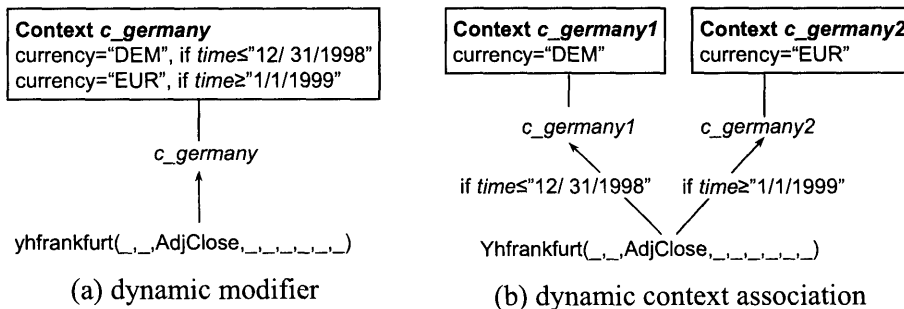 Context c_germany
currency="DEM", if time≤"12/ 31/1998"
currency="EUR", if time≥"1/1/1999"
c_germany
yhfrankfurt(_,_,AdjClose,_,_,_,_,_,_)
(a) dynamic modifier
Context c_germany1
currency="DEM"
Context c_germany2
currency="EUR"
c_germany1
c_germany2
if time≤"12/ 31/1998"
if time≥"1/1/1999"
Yhfrankfurt(_,_,AdjClose,_,_,_,_,_,_)
(b) dynamic context association